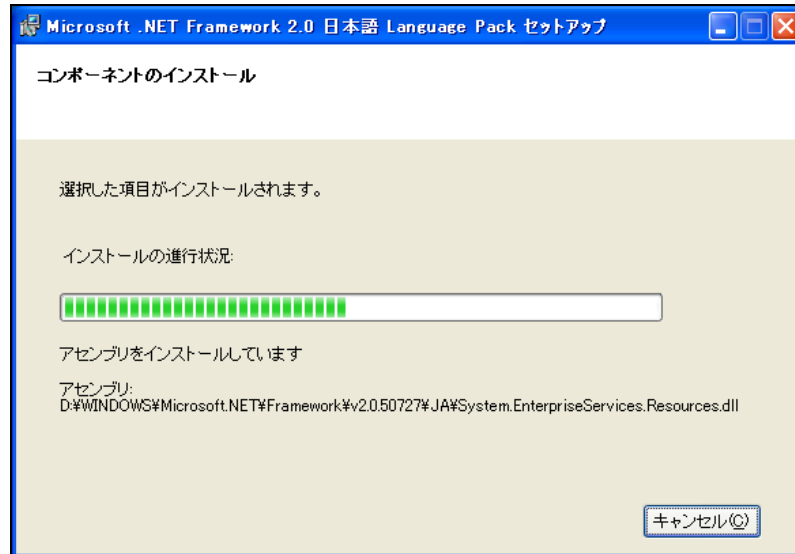 Microsoft .NET Framework 2.0 日本語 Language Pack セットアップ
コンポーネントのインストール
選択した項目がインストールされます。
インストールの進行状況:
アセンブリをインストールしています
アセンブリ:
D:¥WINDOWS¥Microsoft.NET¥Framework¥v2.0.50727¥JA¥System.EnterpriseServices.Resources.dll
キャンセル(C)